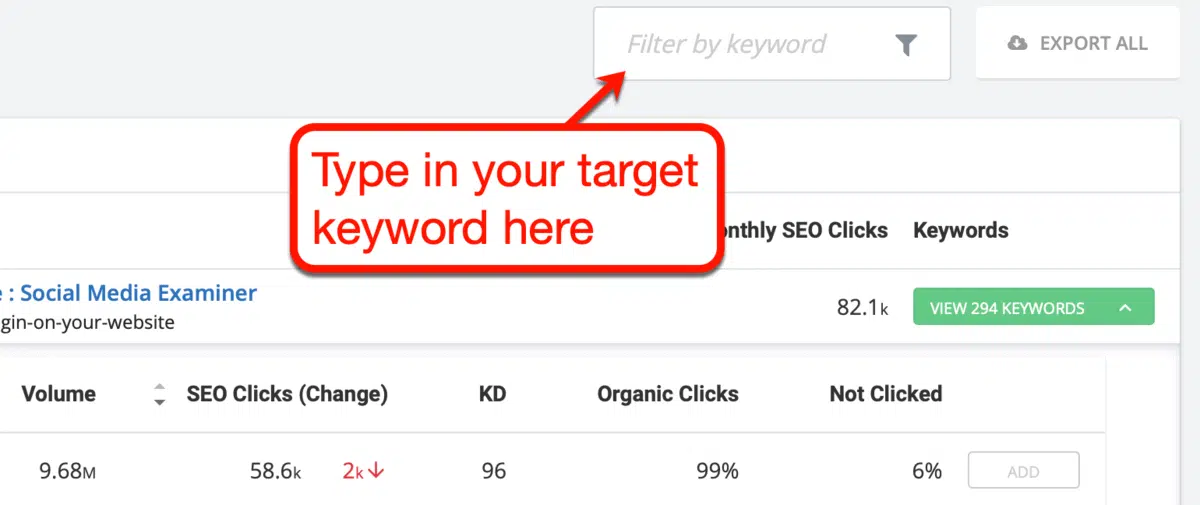 Filter by keyword
EXPORT ALL
Type in your target
keyword here
Monthly SEO Clicks Keywords
: Social Media Examiner
gin-on-your-website
82.1k
VIEW 294 KEYWORDS
Volume SEO Clicks (Change) KD Organic Clicks Not Clicked
9.68M 58.6k 2k 96 99% 6% ADD